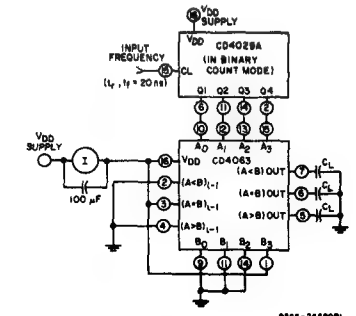 16 VDD
SUPPLY
VDD
CD4029A
(IN BINARY
COUNT MODE)
INPUT
FREQUENCY
15 CL
(tr, tf = 20 ns)
Q1 Q2 Q3 Q4
6 11 14 2
10 12 13 15
A0 A1 A2 A3
VDD
SUPPLY
I
100 µF
16 VDD
CD4063
2 (A<B)i-1
3 (A=B)i-1
4 (A>B)i-1
(A<B) OUT 7 CL
(A=B) OUT 6 CL
(A>B) OUT 5 CL
B0 B1 B2 B3
9 11 14 1